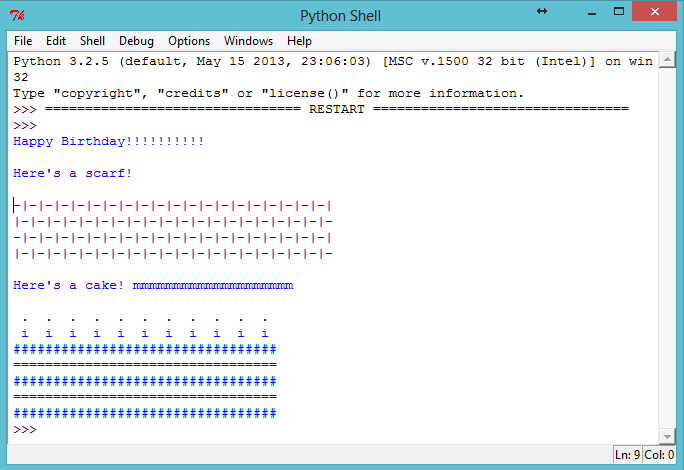 Python Shell
File Edit Shell Debug Options Windows Help
Python 3.2.5 (default, May 15 2013, 23:06:03) [MSC v.1500 32 bit (Intel)] on win
32
Type "copyright", "credits" or "license()" for more information.
>>> ================================ RESTART ================================
>>>
Happy Birthday!!!!!!!!!!
Here's a scarf!
-|-|-|-|-|-|-|-|-|-|-|-|-|-|-|-|-|-|-|-|
|-|-|-|-|-|-|-|-|-|-|-|-|-|-|-|-|-|-|-|-
-|-|-|-|-|-|-|-|-|-|-|-|-|-|-|-|-|-|-|-|
|-|-|-|-|-|-|-|-|-|-|-|-|-|-|-|-|-|-|-|-
Here's a cake! mmmmmmmmmmmmmmmmmmmm
 .  .  .  .  .  .  .  .  .  .  .
 i  i  i  i  i  i  i  i  i  i  i
#################################
=================================
#################################
=================================
#################################
>>>
Ln: 9 Col: 0